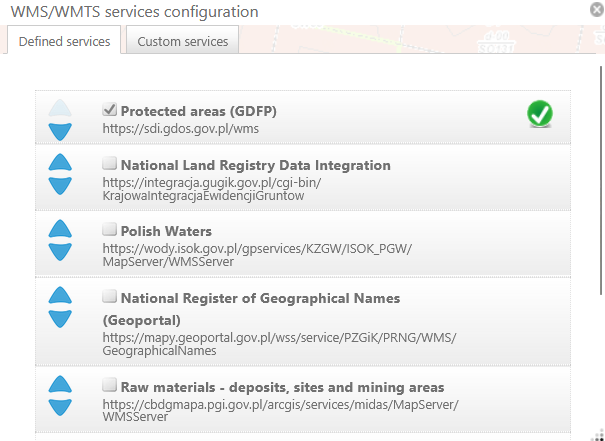 WMS/WMTS services configuration
Defined services
Custom services
Protected areas (GDFP)
https://sdi.gdos.gov.pl/wms
National Land Registry Data Integration
https://integracja.gugik.gov.pl/cgi-bin/
KrajowaIntegracjaEwidencjiGruntow
Polish Waters
https://wody.isok.gov.pl/gpservices/KZGW/ISOK_PGW/
MapServer/WMSServer
National Register of Geographical Names
(Geoportal)
https://mapy.geoportal.gov.pl/wss/service/PZGiK/PRNG/WMS/
GeographicalNames
Raw materials - deposits, sites and mining areas
https://cbdgmapa.pgi.gov.pl/arcgis/services/midas/MapServer/
WMSServer